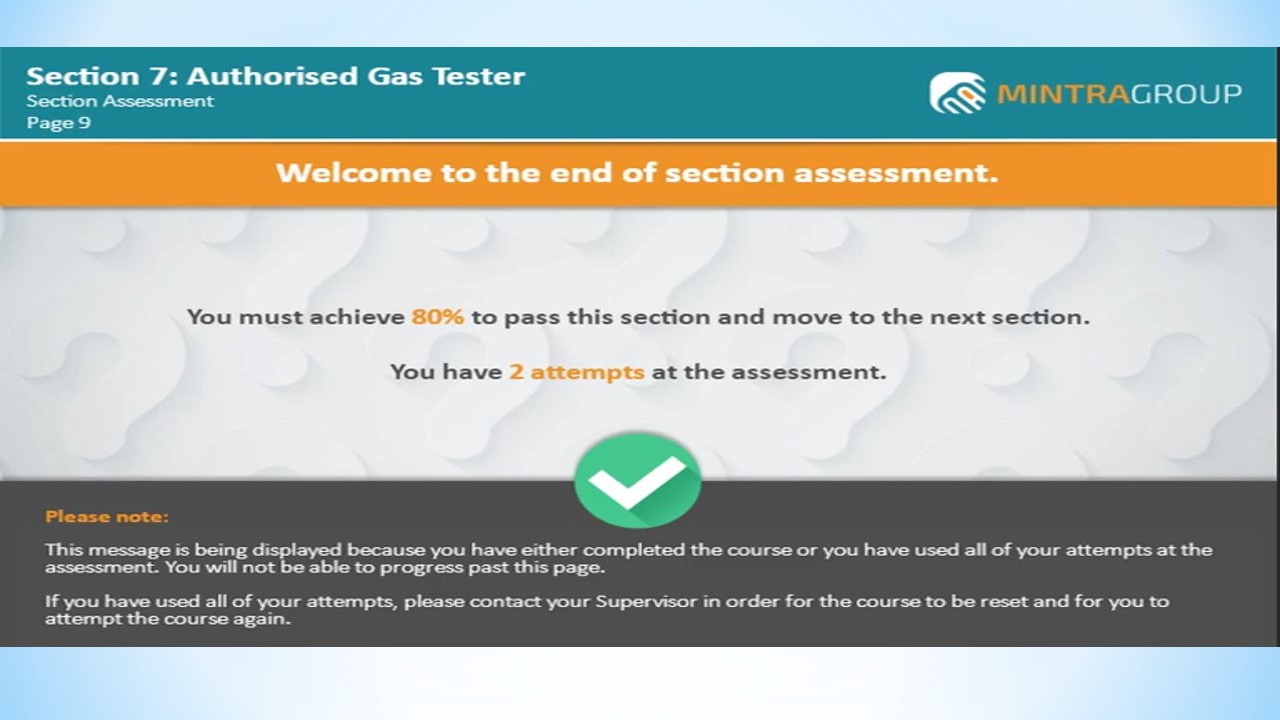 Section 7: Authorised Gas Tester
Section Assessment
Page 9
MINTRAGROUP
Welcome to the end of section assessment.
You must achieve 80% to pass this section and move to the next section.
You have 2 attempts at the assessment.
Please note:
This message is being displayed because you have either completed the course or you have used all of your attempts at the
assessment. You will not be able to progress past this page.
If you have used all of your attempts, please contact your Supervisor in order for the course to be reset and for you to
attempt the course again.